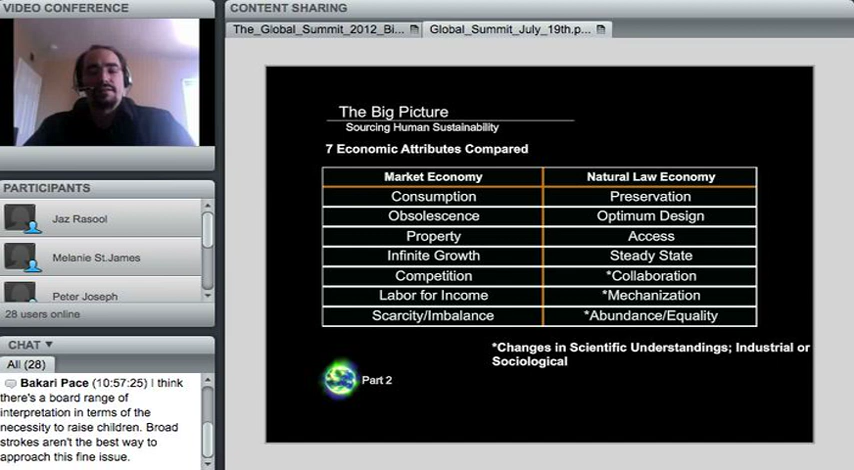 VIDEO CONFERENCE
PARTICIPANTS
Jaz Rasool
Melanie St.James
Peter Joseph
28 users online
CHAT
All (28)
Bakari Pace (10:57:25) I think
there's a board range of
interpretation in terms of the
necessity to raise children. Broad
strokes aren't the best way to
approach this fine issue.
CONTENT SHARING
The_Global_Summit_2012_Bi... Global_Summit_July_19th.p...
The Big Picture
Sourcing Human Sustainability
7 Economic Attributes Compared
Market Economy Natural Law Economy
Consumption Preservation
Obsolescence Optimum Design
Property Access
Infinite Growth Steady State
Competition *Collaboration
Labor for Income *Mechanization
Scarcity/Imbalance *Abundance/Equality
*Changes in Scientific Understandings; Industrial or
Sociological
Part 2